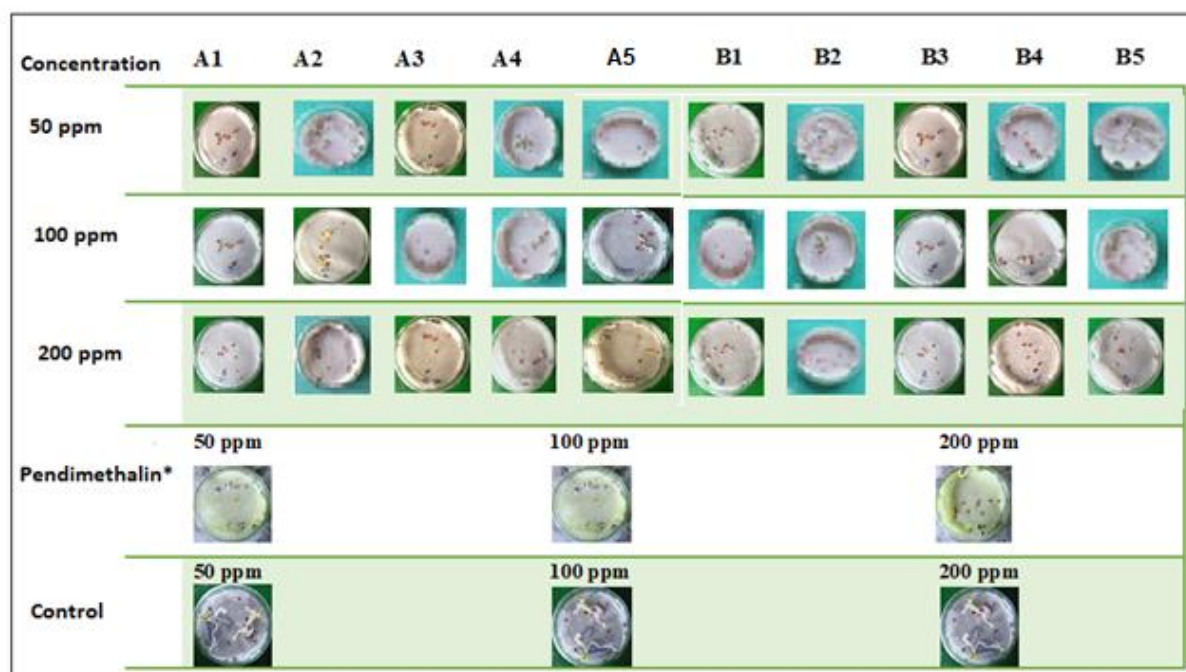 Concentration A1 A2 A3 A4 A5 B1 B2 B3 B4 B5
50 ppm
100 ppm
200 ppm
50 ppm 100 ppm 200 ppm
Pendimethalin*
50 ppm 100 ppm 200 ppm
Control